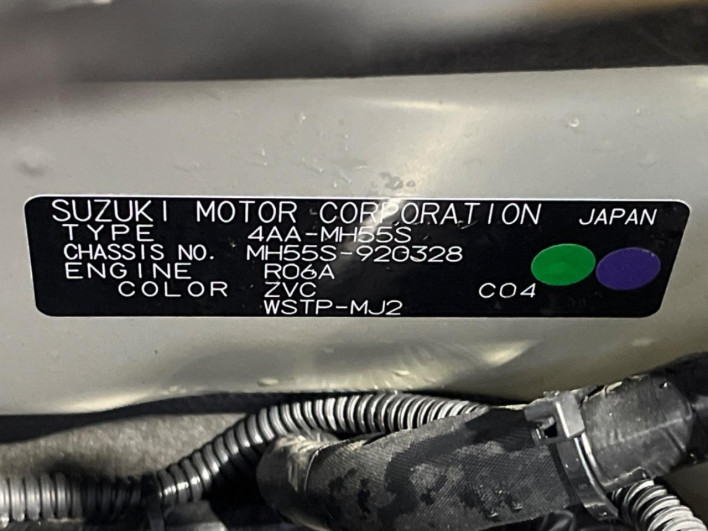 SUZUKI MOTOR CORPORATION JAPAN
TYPE 4AA-MH55S
CHASSIS NO. MH55S-920328
ENGINE R06A
COLOR ZVC C04
WSTP-MJ2